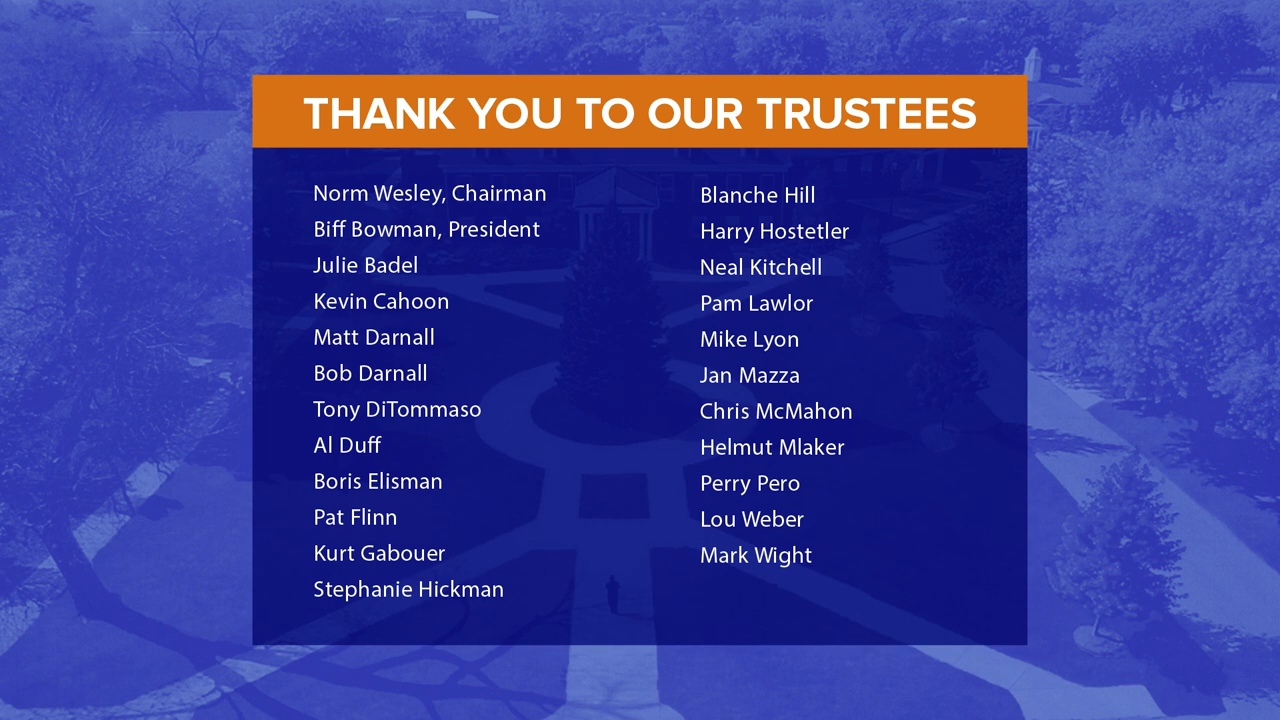 THANK YOU TO OUR TRUSTEES
Norm Wesley, Chairman
Biff Bowman, President
Julie Badel
Kevin Cahoon
Matt Darnall
Bob Darnall
Tony DiTommaso
Al Duff
Boris Elisman
Pat Flinn
Kurt Gabouer
Stephanie Hickman
Blanche Hill
Harry Hostetler
Neal Kitchell
Pam Lawlor
Mike Lyon
Jan Mazza
Chris McMahon
Helmut Mlaker
Perry Pero
Lou Weber
Mark Wight